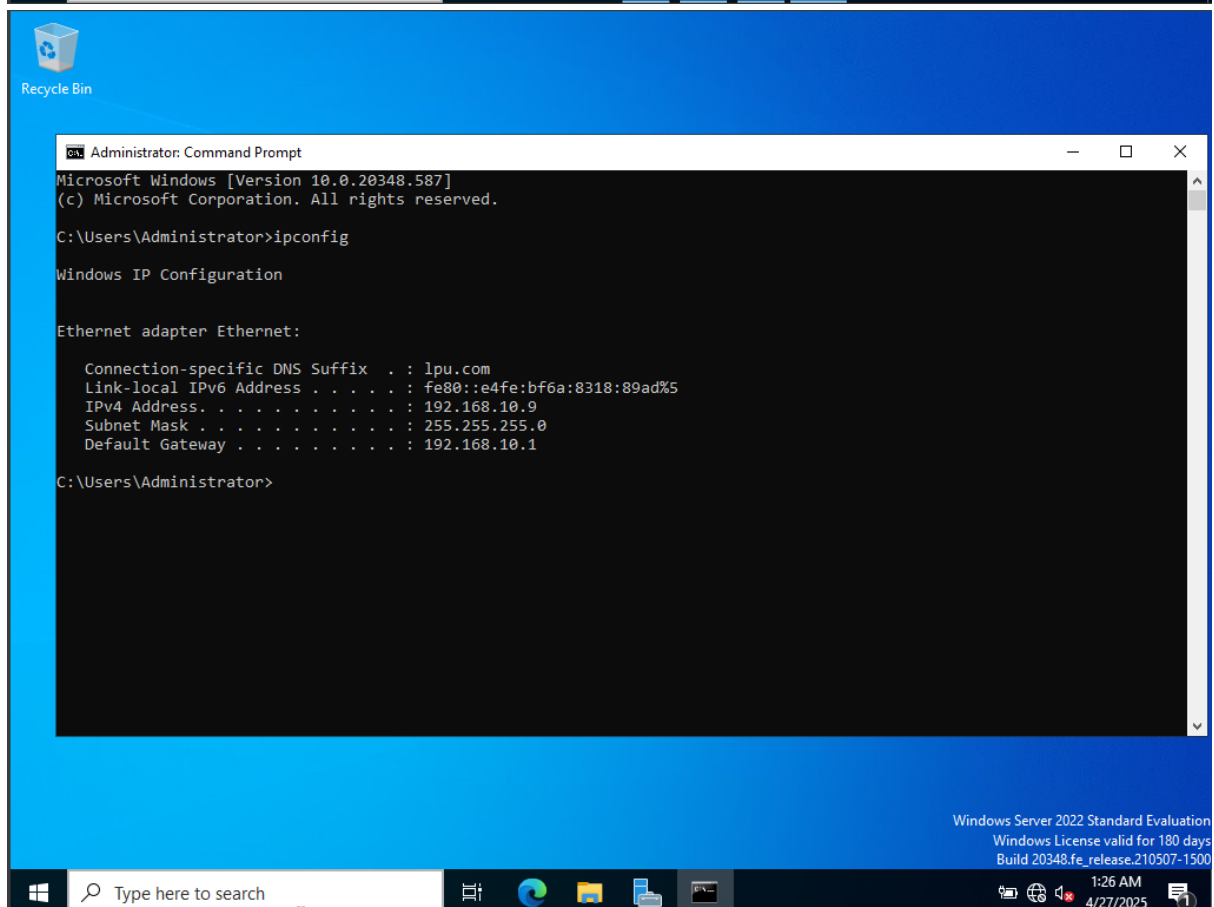 Recycle Bin
Administrator: Command Prompt
Microsoft Windows [Version 10.0.20348.587]
(c) Microsoft Corporation. All rights reserved.
C:\Users\Administrator>ipconfig
Windows IP Configuration
Ethernet adapter Ethernet:
Connection-specific DNS Suffix . : lpu.com
Link-local IPv6 Address . . . . . : fe80::e4fe:bf6a:8318:89ad%5
IPv4 Address. . . . . . . . . . . : 192.168.10.9
Subnet Mask . . . . . . . . . . . : 255.255.255.0
Default Gateway . . . . . . . . . : 192.168.10.1
C:\Users\Administrator>
Windows Server 2022 Standard Evaluation
Windows License valid for 180 days
Build 20348.fe_release.210507-1500
Type here to search
1:26 AM
4/27/2025
1